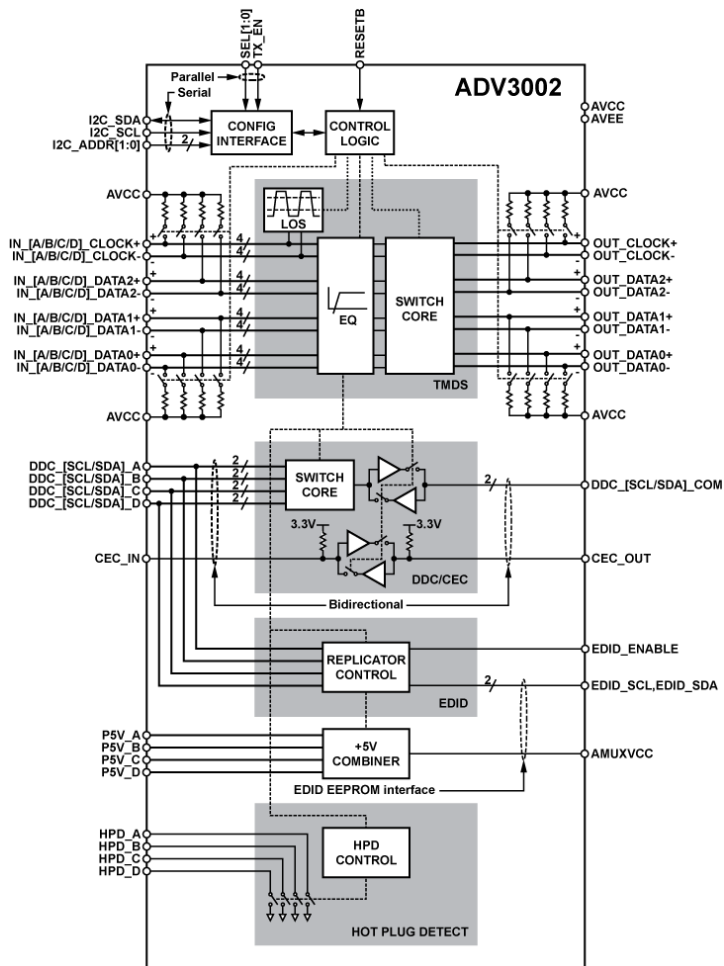 SEL[1:0]
TX_EN
RESETB
ADV3002
Parallel
Serial
I2C_SDA
I2C_SCL
I2C_ADDR[1:0]
2
CONFIG
INTERFACE
CONTROL
LOGIC
AVCC
AVEE
AVCC
AVCC
LOS
+
IN_[A/B/C/D]_CLOCK+
4
IN_[A/B/C/D]_CLOCK-
4
-
+
IN_[A/B/C/D]_DATA2+
4
IN_[A/B/C/D]_DATA2-
4
-
+
IN_[A/B/C/D]_DATA1+
4
IN_[A/B/C/D]_DATA1-
4
-
+
IN_[A/B/C/D]_DATA0+
4
IN_[A/B/C/D]_DATA0-
4
-
EQ
SWITCH
CORE
TMDS
+
OUT_CLOCK+
OUT_CLOCK-
-
+
OUT_DATA2+
OUT_DATA2-
-
+
OUT_DATA1+
OUT_DATA1-
-
+
OUT_DATA0+
OUT_DATA0-
-
AVCC
AVCC
DDC_[SCL/SDA]_A
2
DDC_[SCL/SDA]_B
2
DDC_[SCL/SDA]_C
2
DDC_[SCL/SDA]_D
2
SWITCH
CORE
2
DDC_[SCL/SDA]_COM
3.3V
3.3V
CEC_IN
CEC_OUT
DDC/CEC
Bidirectional
REPLICATOR
CONTROL
EDID_ENABLE
2
EDID_SCL,EDID_SDA
EDID
P5V_A
P5V_B
P5V_C
P5V_D
+5V
COMBINER
AMUXVCC
EDID EEPROM interface
HPD_A
HPD_B
HPD_C
HPD_D
HPD
CONTROL
HOT PLUG DETECT